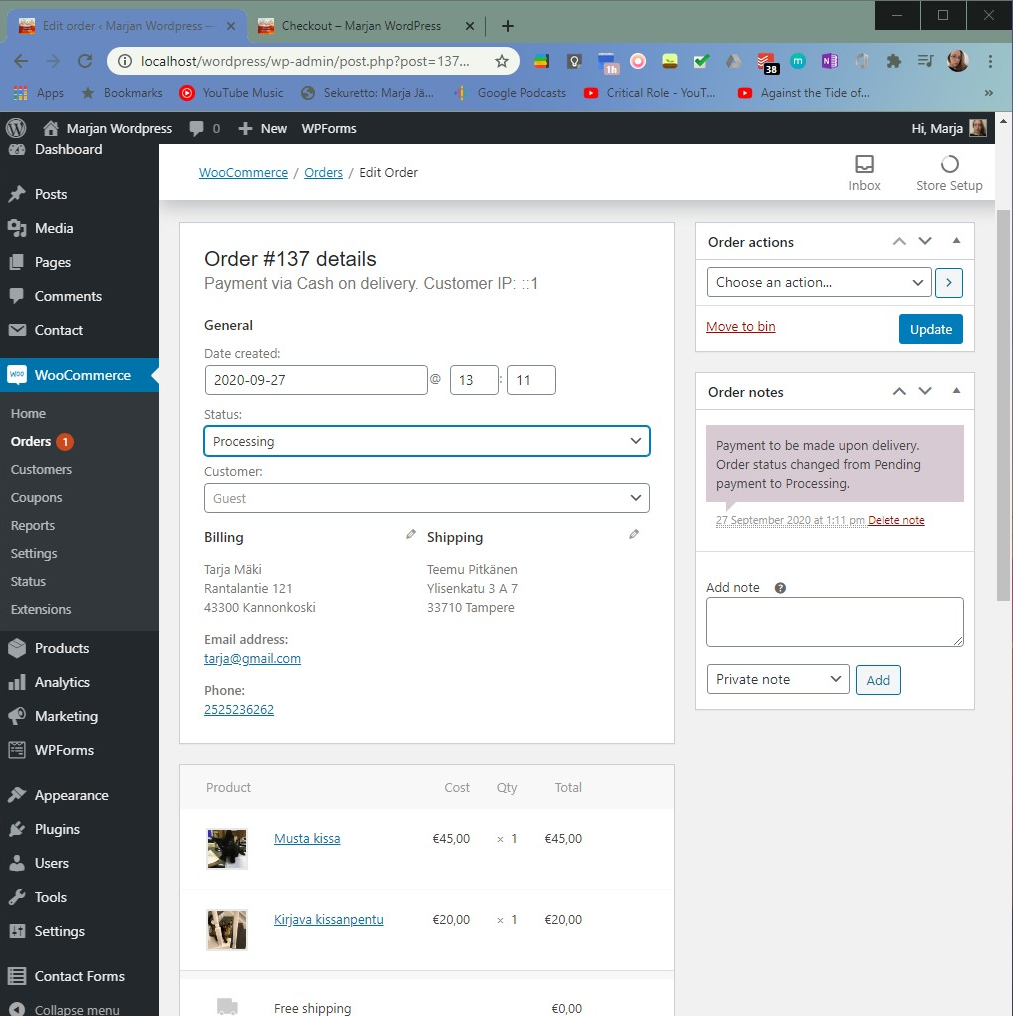 Edit order ‹ Marjan Wordpress —
Checkout – Marjan WordPress
localhost/wordpress/wp-admin/post.php?post=137...
1h
38
m
N
Apps
Bookmarks
YouTube Music
Sekuretto: Marja Jä...
Google Podcasts
Critical Role - YouT...
Against the Tide of...
»
Marjan Wordpress
0
New
WPForms
Hi, Marja
Dashboard
Posts
Media
Pages
Comments
Contact
Woo
WooCommerce
Home
Orders 1
Customers
Coupons
Reports
Settings
Status
Extensions
Products
Analytics
Marketing
WPForms
Appearance
Plugins
Users
Tools
Settings
Contact Forms
Collapse menu
WooCommerce / Orders / Edit Order
Inbox
Store Setup
Order #137 details
Payment via Cash on delivery. Customer IP: ::1
General
Date created:
2020-09-27 @ 13 : 11
Status:
Processing
Customer:
Guest
Billing
Tarja Mäki
Rantalantie 121
43300 Kannonkoski
Email address:
tarja@gmail.com
Phone:
2525236262
Shipping
Teemu Pitkänen
Ylisenkatu 3 A 7
33710 Tampere
Product Cost Qty Total
Musta kissa €45,00 × 1 €45,00
Kirjava kissanpentu €20,00 × 1 €20,00
Free shipping €0,00
Order actions
Choose an action...
Move to bin
Update
Order notes
Payment to be made upon delivery.
Order status changed from Pending
payment to Processing.
27 September 2020 at 1:11 pm Delete note
Add note
Private note
Add